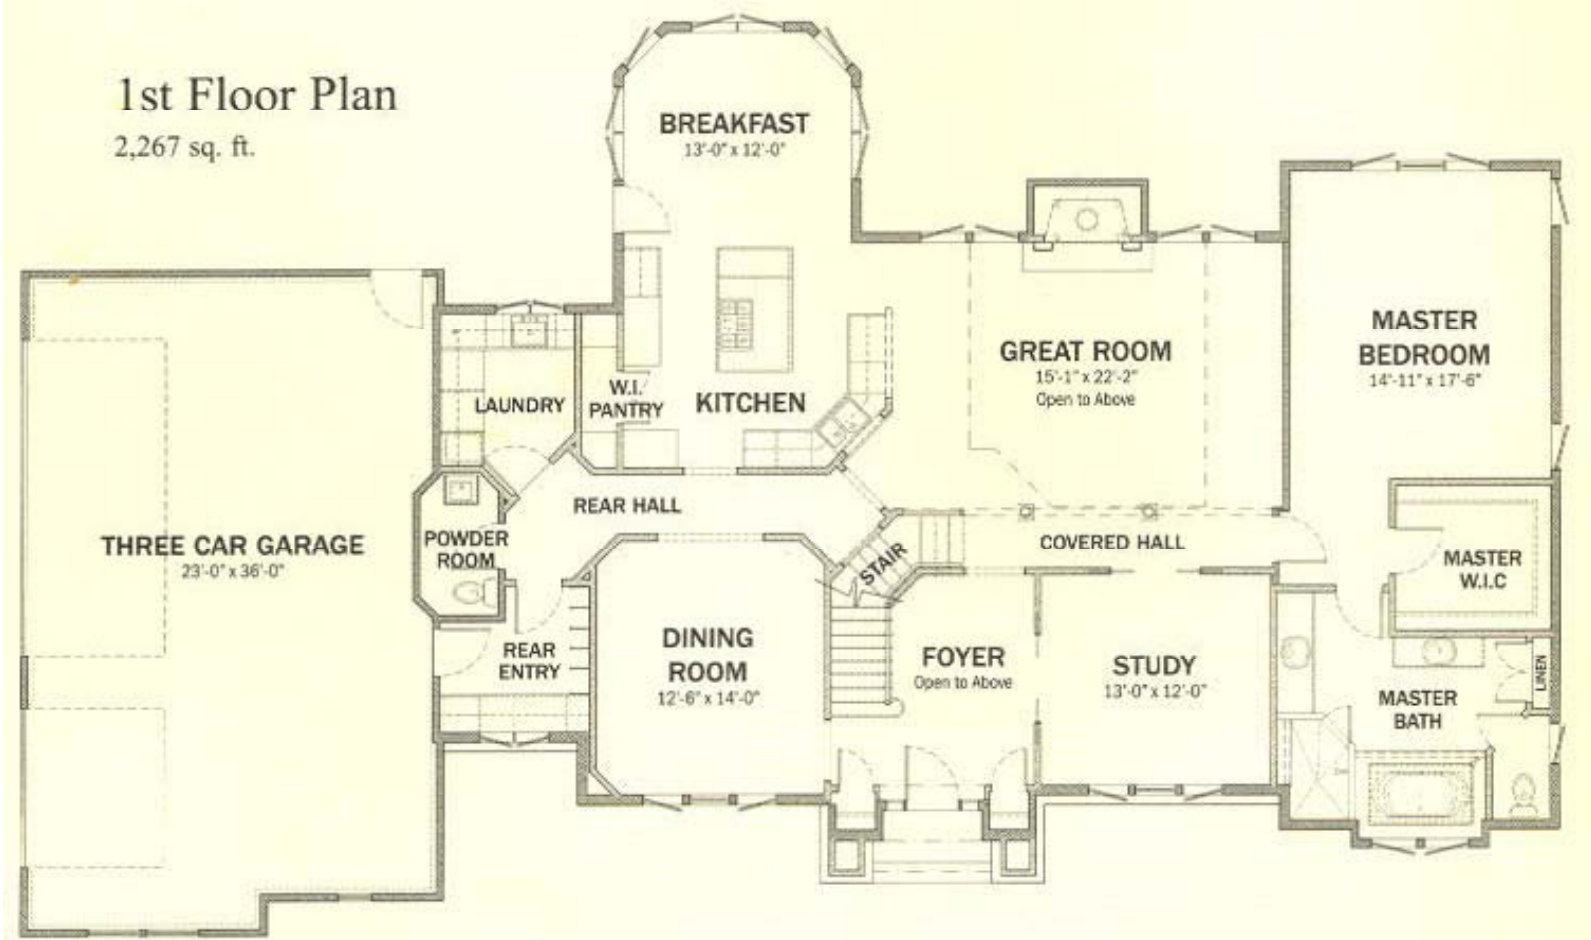 1st Floor Plan
2,267 sq. ft.
BREAKFAST
13'-0" x 12'-0"
GREAT ROOM
15'-1" x 22'-2"
Open to Above
MASTER
BEDROOM
14'-11" x 17'-6"
LAUNDRY
W.I.
PANTRY
KITCHEN
REAR HALL
THREE CAR GARAGE
23'-0" x 36'-0"
POWDER
ROOM
STAIR
COVERED HALL
MASTER
W.I.C
REAR
ENTRY
DINING
ROOM
12'-6" x 14'-0"
FOYER
Open to Above
STUDY
13'-0" x 12'-0"
MASTER
BATH
LINEN